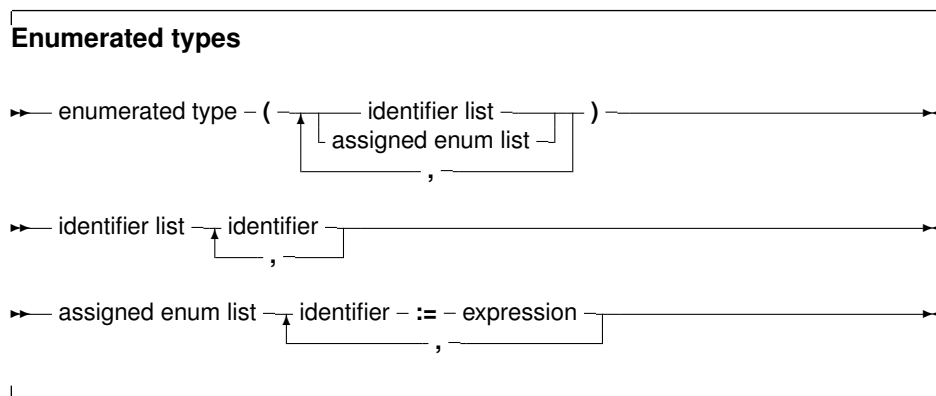 Enumerated types
enumerated type ( identifier list )
assigned enum list
,
identifier list identifier
,
assigned enum list identifier := expression
,